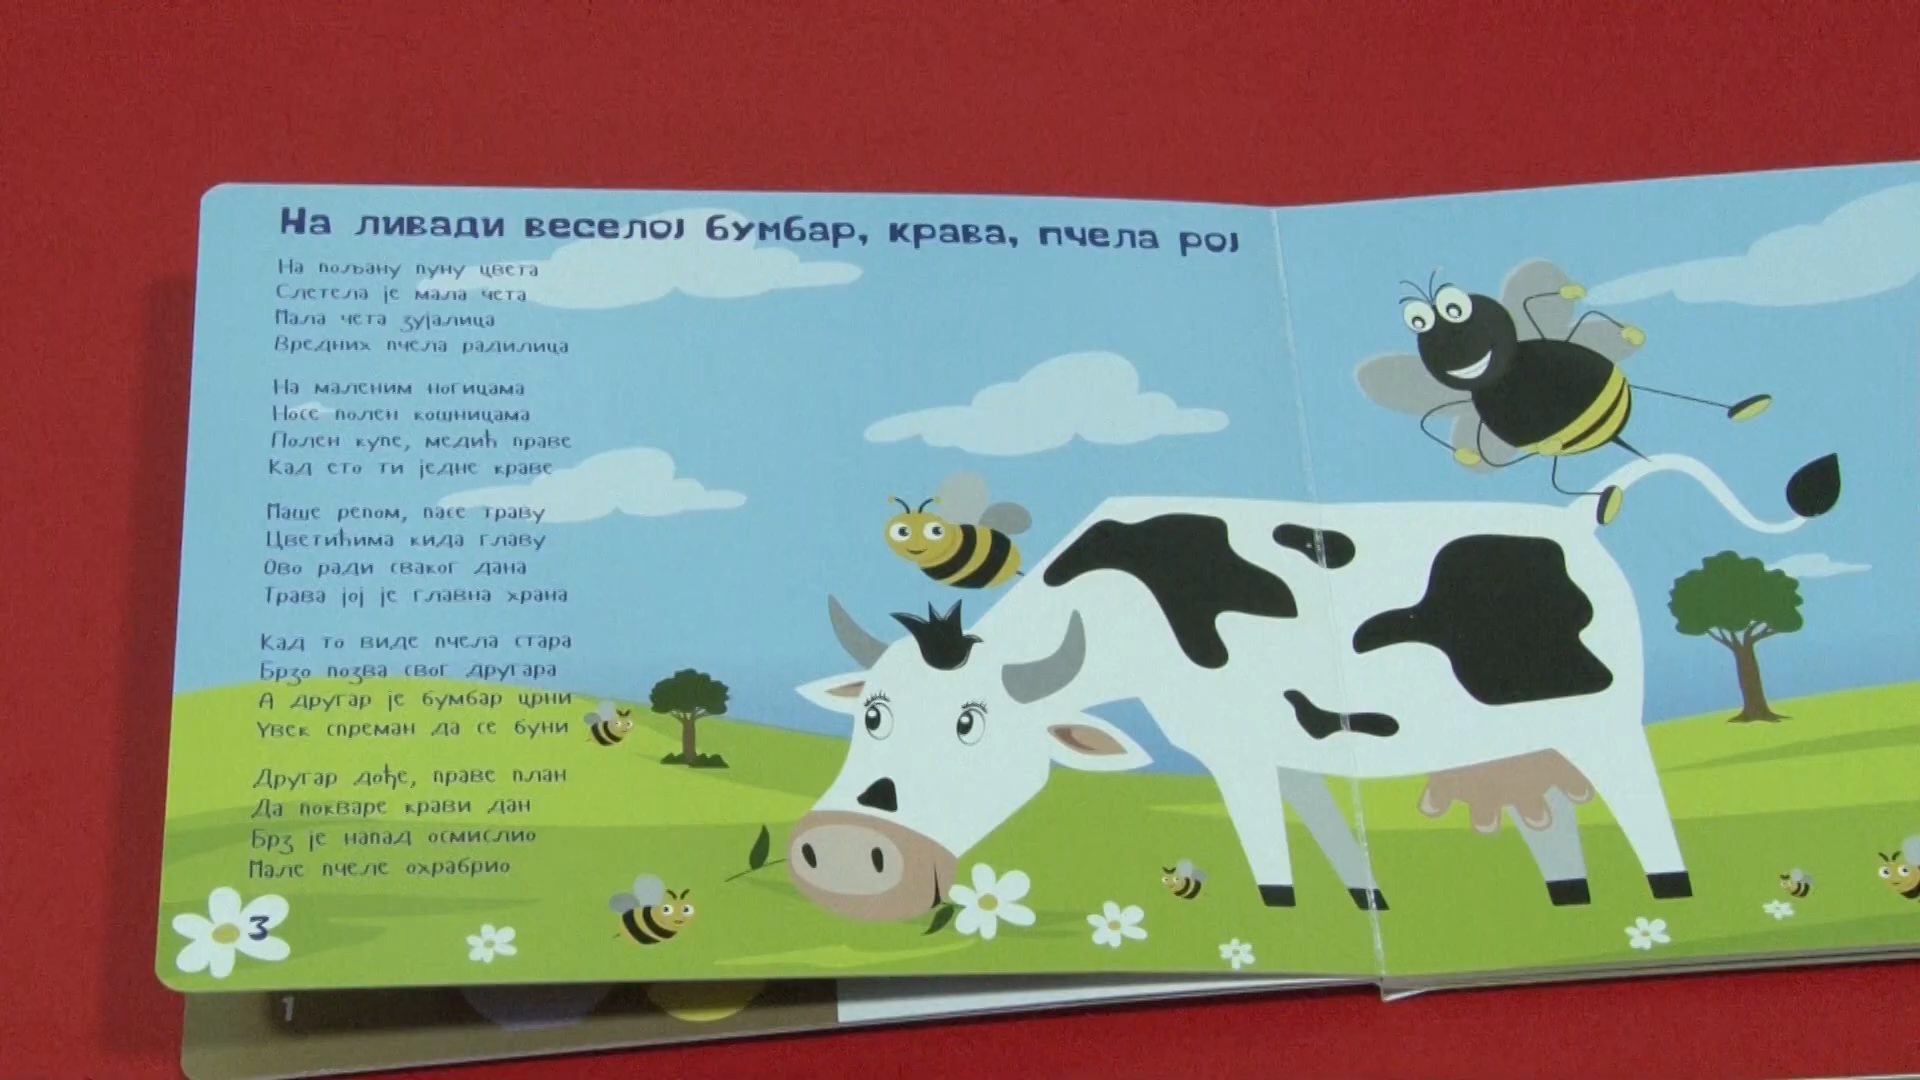 На ливади веселој бумбар, крава, пчела рој
На пољану пуну цвета
Слетела је мала чета
Мала чета зујалица
Вредних пчела радилица
На маленим ногицама
Носе полен кошницама
Полен купе, медић праве
Кад ето ти једне краве
Маше репом, пасе траву
Цветићима кида главу
Ово ради сваког дана
Трава јој је главна храна
Кад то виде пчела стара
Брзо позва свог другара
А другар је бумбар црни
Увек спреман да се буни
Другар дође, праве план
Да покваре крави дан
Брз је напад осмислио
Мале пчеле охрабрио
3
1